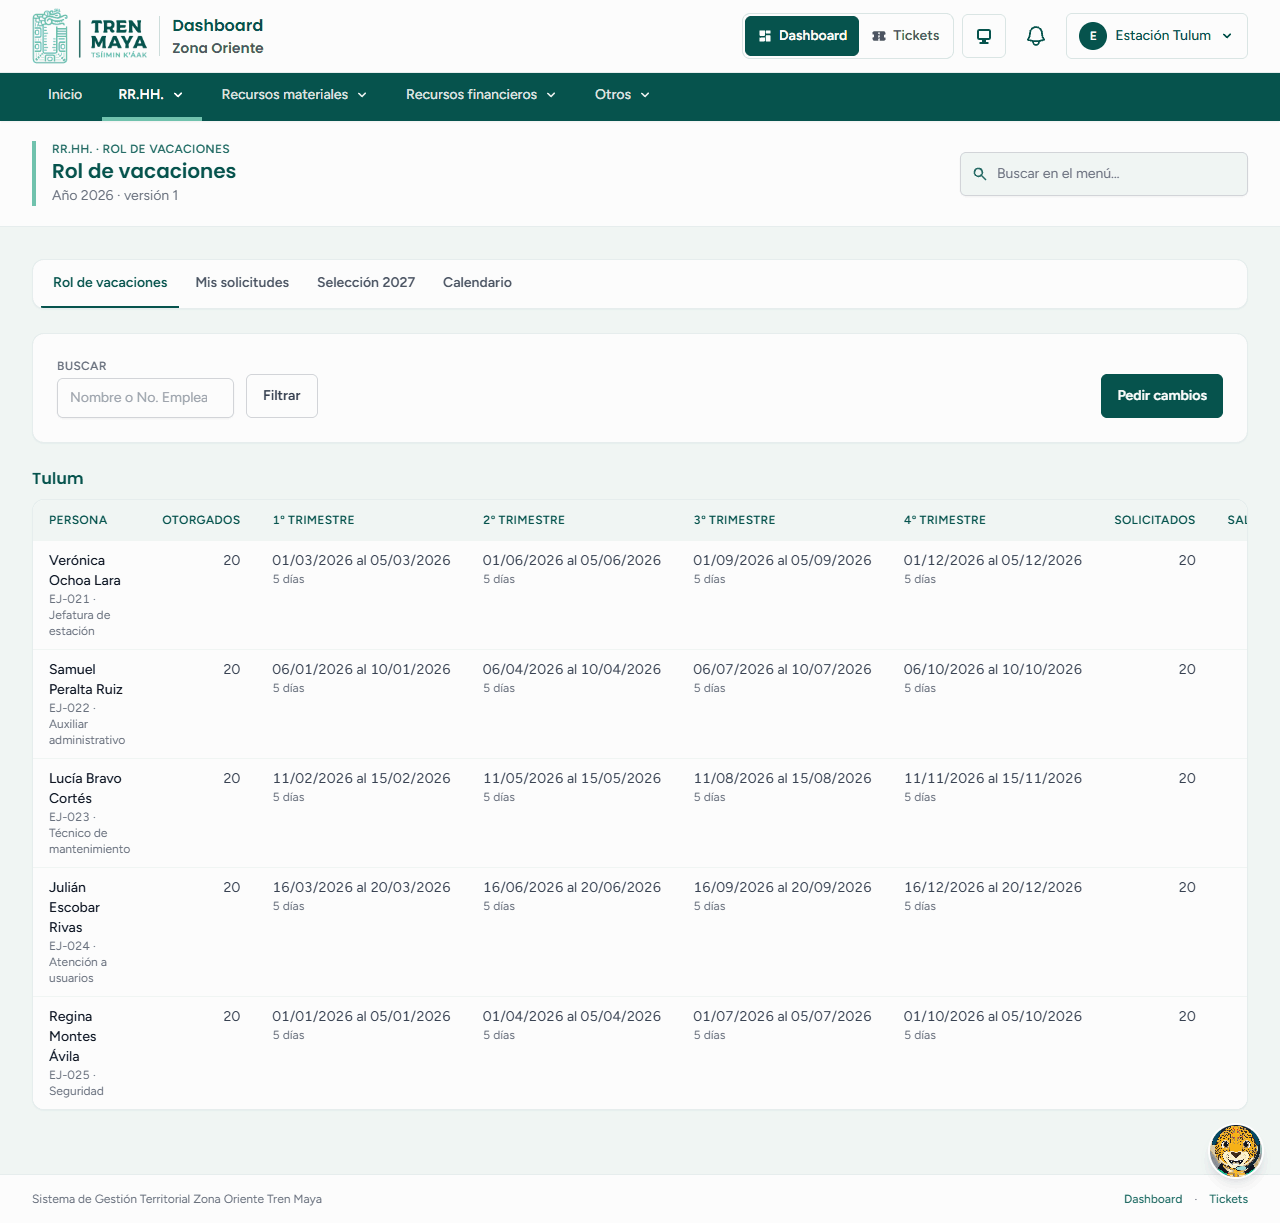 TREN
MAYA
TSÍIMIN K'ÁAK
Dashboard
Zona Oriente
Dashboard
Tickets
E
Estación Tulum
Inicio
RR.HH.
Recursos materiales
Recursos financieros
Otros
RR.HH. · ROL DE VACACIONES
Rol de vacaciones
Año 2026 · versión 1
Buscar en el menú...
Rol de vacaciones
Mis solicitudes
Selección 2027
Calendario
BUSCAR
Nombre o No. Emplea
Filtrar
Pedir cambios
Tulum
PERSONA OTORGADOS 1° TRIMESTRE 2° TRIMESTRE 3° TRIMESTRE 4° TRIMESTRE SOLICITADOS SAL
Verónica 20 01/03/2026 al 05/03/2026 01/06/2026 al 05/06/2026 01/09/2026 al 05/09/2026 01/12/2026 al 05/12/2026 20
Ochoa Lara 5 días 5 días 5 días 5 días
EJ-021 ·
Jefatura de
estación
Samuel 20 06/01/2026 al 10/01/2026 06/04/2026 al 10/04/2026 06/07/2026 al 10/07/2026 06/10/2026 al 10/10/2026 20
Peralta Ruiz 5 días 5 días 5 días 5 días
EJ-022 ·
Auxiliar
administrativo
Lucía Bravo 20 11/02/2026 al 15/02/2026 11/05/2026 al 15/05/2026 11/08/2026 al 15/08/2026 11/11/2026 al 15/11/2026 20
Cortés 5 días 5 días 5 días 5 días
EJ-023 ·
Técnico de
mantenimiento
Julián 20 16/03/2026 al 20/03/2026 16/06/2026 al 20/06/2026 16/09/2026 al 20/09/2026 16/12/2026 al 20/12/2026 20
Escobar 5 días 5 días 5 días 5 días
Rivas
EJ-024 ·
Atención a
usuarios
Regina 20 01/01/2026 al 05/01/2026 01/04/2026 al 05/04/2026 01/07/2026 al 05/07/2026 01/10/2026 al 05/10/2026 20
Montes 5 días 5 días 5 días 5 días
Ávila
EJ-025 ·
Seguridad
Sistema de Gestión Territorial Zona Oriente Tren Maya
Dashboard · Tickets